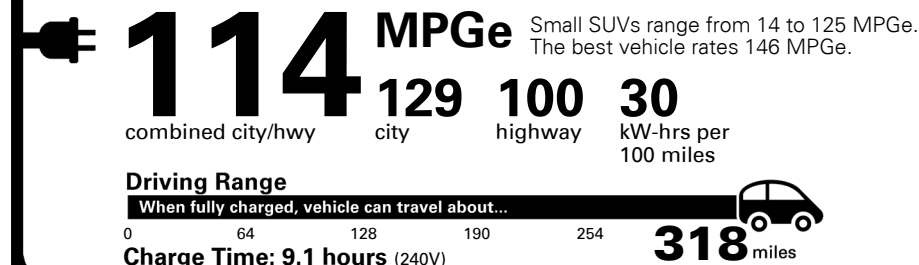 114 MPGe
Small SUVs range from 14 to 125 MPGe.
The best vehicle rates 146 MPGe.
combined city/hwy
129
city
100
highway
30
kW-hrs per
100 miles
Driving Range
When fully charged, vehicle can travel about...
0 64 128 190 254 318 miles
Charge Time: 9.1 hours (240V)